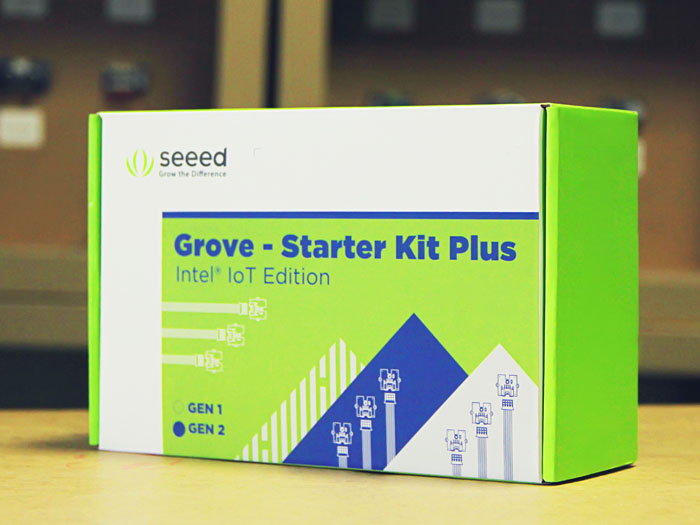 seeed
Grow the Difference
Grove - Starter Kit Plus
Intel® IoT Edition
GEN 1
GEN 2